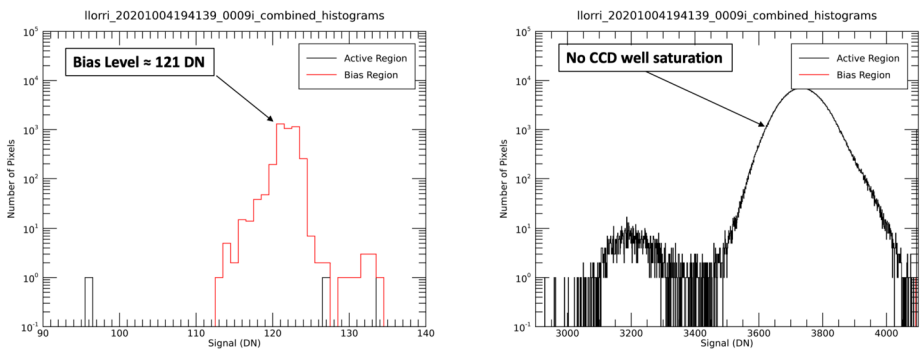 llorri_20201004194139_0009i_combined_histograms
10^5
10^4
10^3
10^2
10^1
10^0
10^-1
Number of Pixels
Bias Level ≈ 121 DN
Active Region
Bias Region
90 100 110 120 130 140
Signal (DN)
llorri_20201004194139_0009i_combined_histograms
10^5
10^4
10^3
10^2
10^1
10^0
10^-1
Number of Pixels
No CCD well saturation
Active Region
Bias Region
3000 3200 3400 3600 3800 4000
Signal (DN)